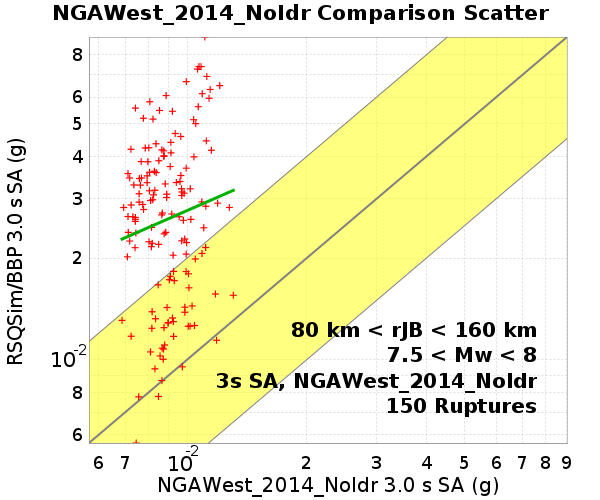 NGAWest_2014_NoIdr Comparison Scatter
8
6
5
4
3
2
10-2
8
6
RSQSim/BBP 3.0 s SA (g)
80 km < rJB < 160 km
7.5 < Mw < 8
3s SA, NGAWest_2014_NoIdr
150 Ruptures
6 7 10-2 2 3 4 5 6 7 8 9
NGAWest_2014_NoIdr 3.0 s SA (g)